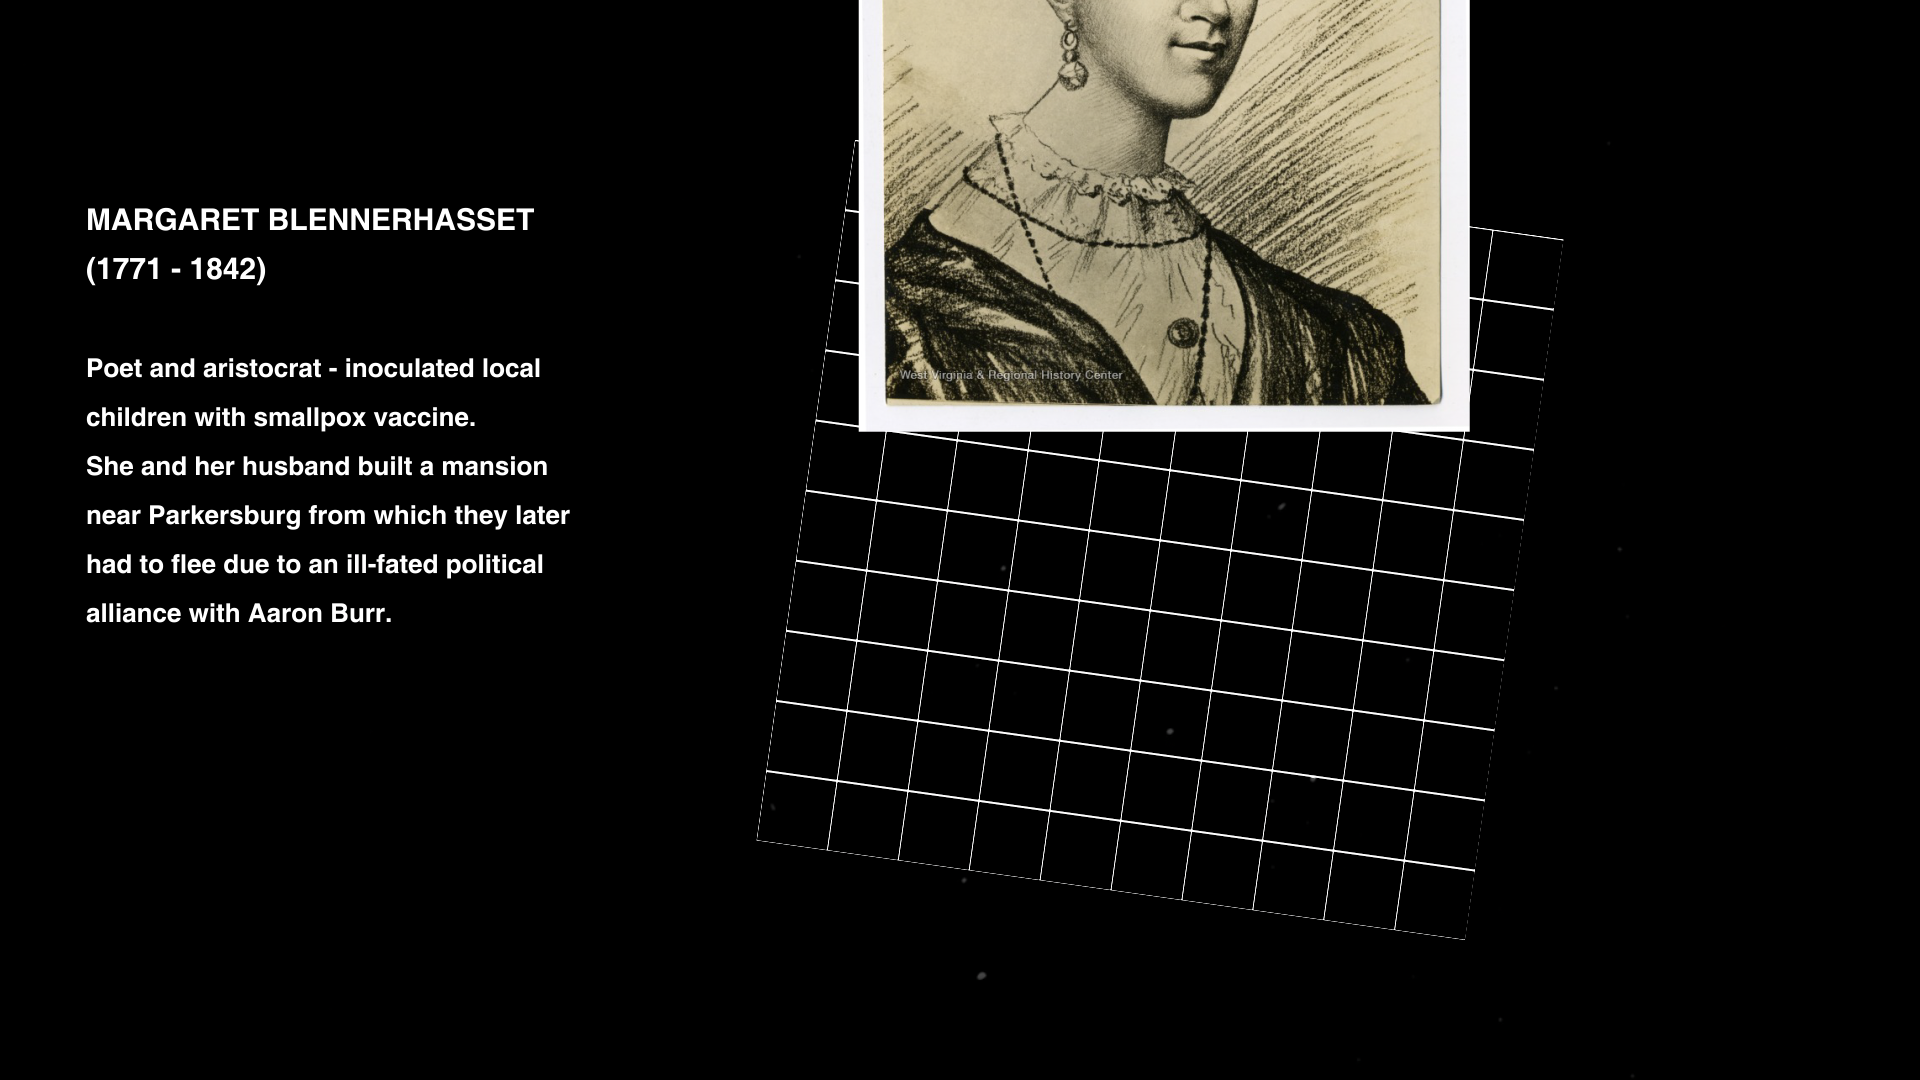 MARGARET BLENNERHASSET
(1771 - 1842)
Poet and aristocrat - inoculated local
children with smallpox vaccine.
She and her husband built a mansion
near Parkersburg from which they later
had to flee due to an ill-fated political
alliance with Aaron Burr.
West Virginia & Regional History Center